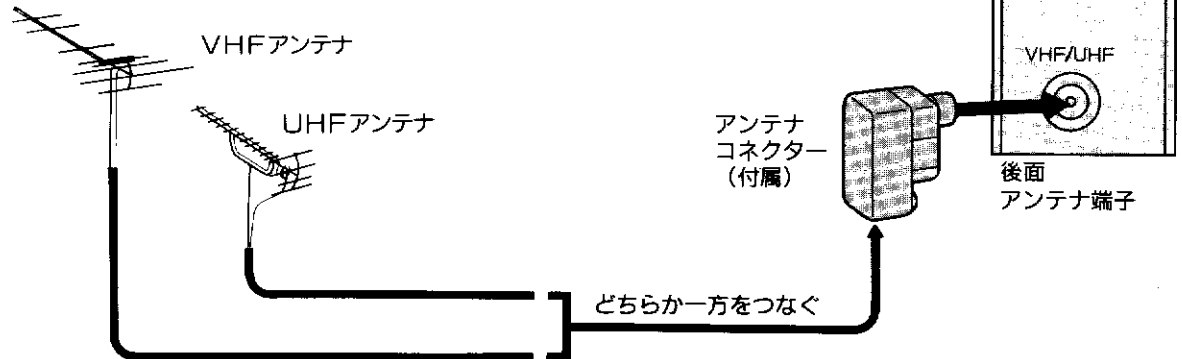 VHFアンテナ
UHFアンテナ
アンテナ
コネクター
(付属)
VHF/UHF
後面
アンテナ端子
どちらか一方をつなぐ